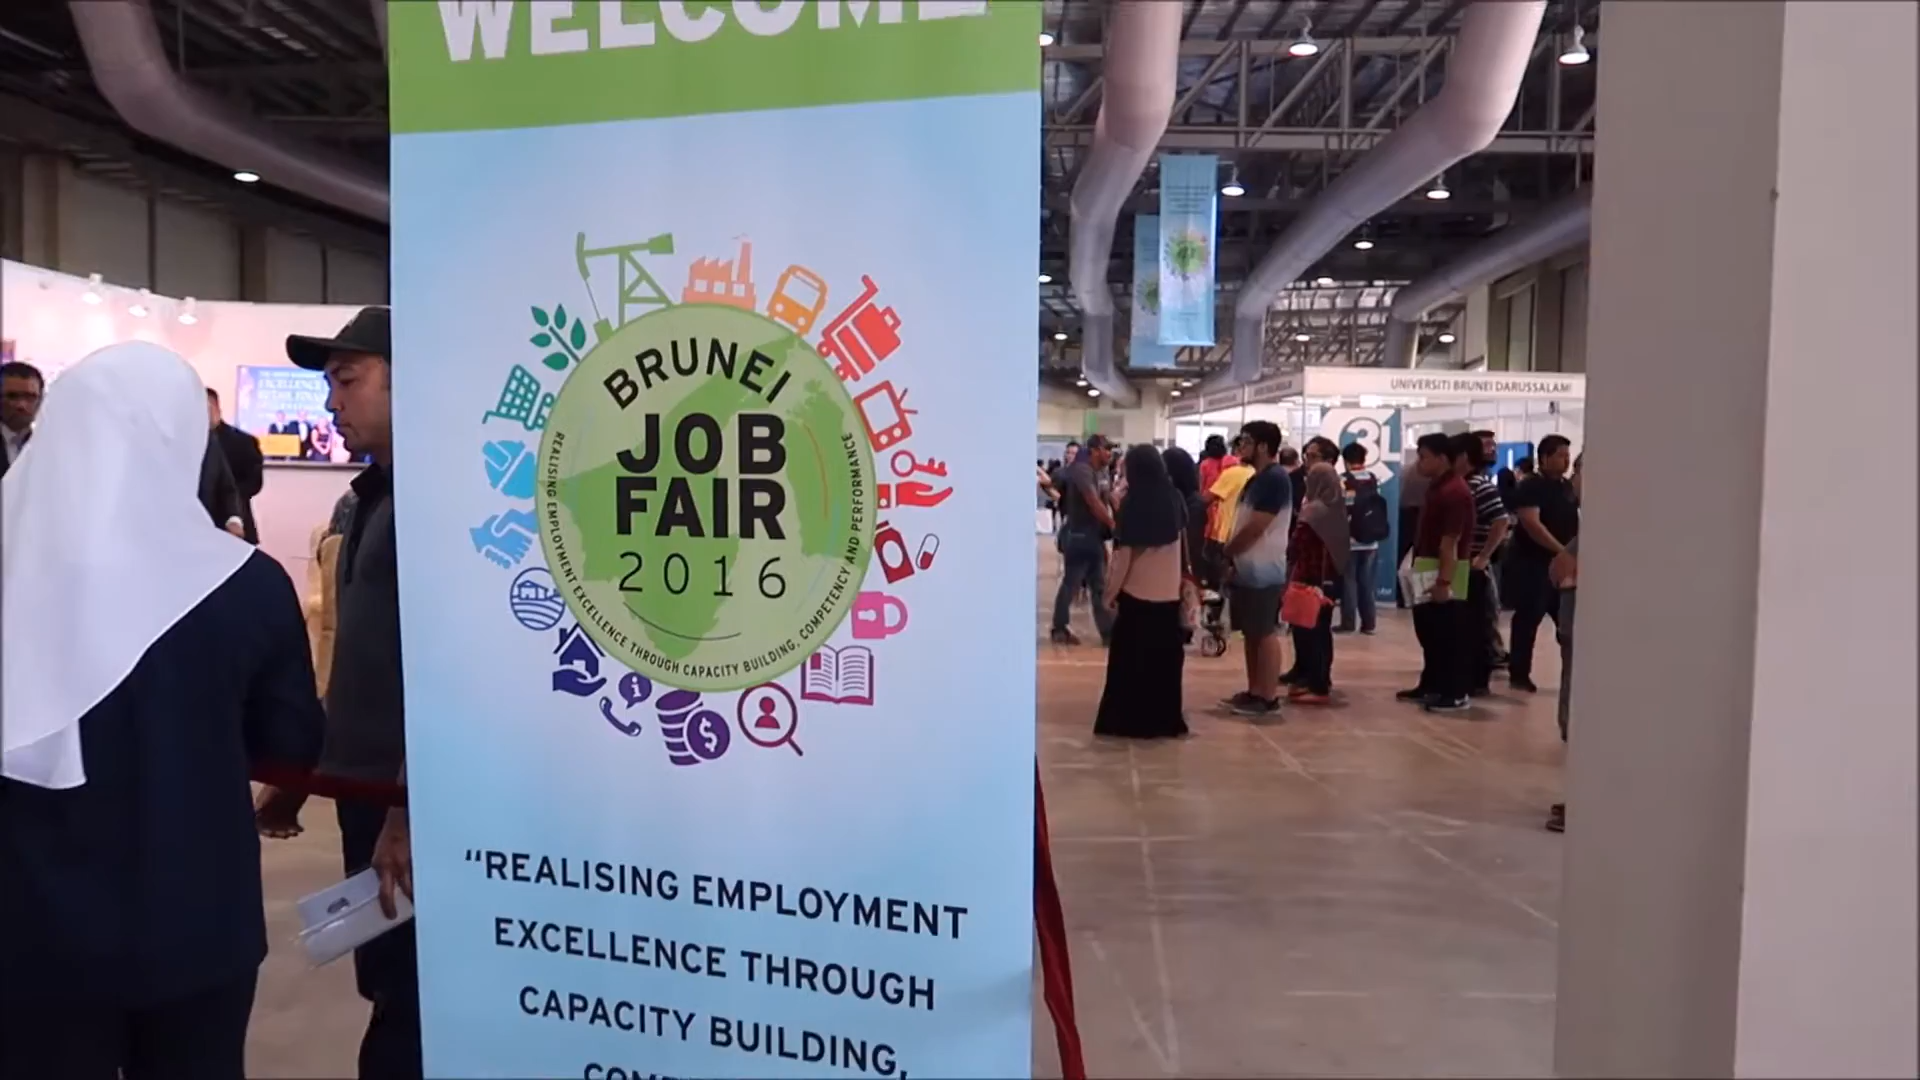 WELCOME
BRUNEI
JOB
FAIR
2016
REALISING EMPLOYMENT EXCELLENCE THROUGH CAPACITY BUILDING, COMPETENCY AND PERFORMANCE
"REALISING EMPLOYMENT
EXCELLENCE THROUGH
CAPACITY BUILDING,
UNIVERSITI BRUNEI DARUSSALAM
3L